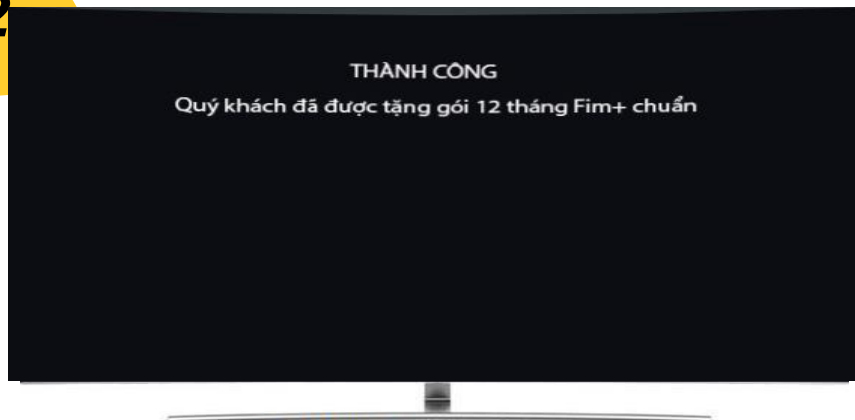 THÀNH CÔNG
Quý khách đã được tặng gói 12 tháng Fim+ chuẩn